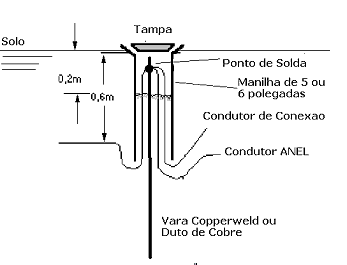 Tampa
Solo
Ponto de Solda
0,2m
Manilha de 5 ou
6 polegadas
0,6m
Condutor de Conexao
Condutor ANEL
Vara Copperweld ou
Duto de Cobre